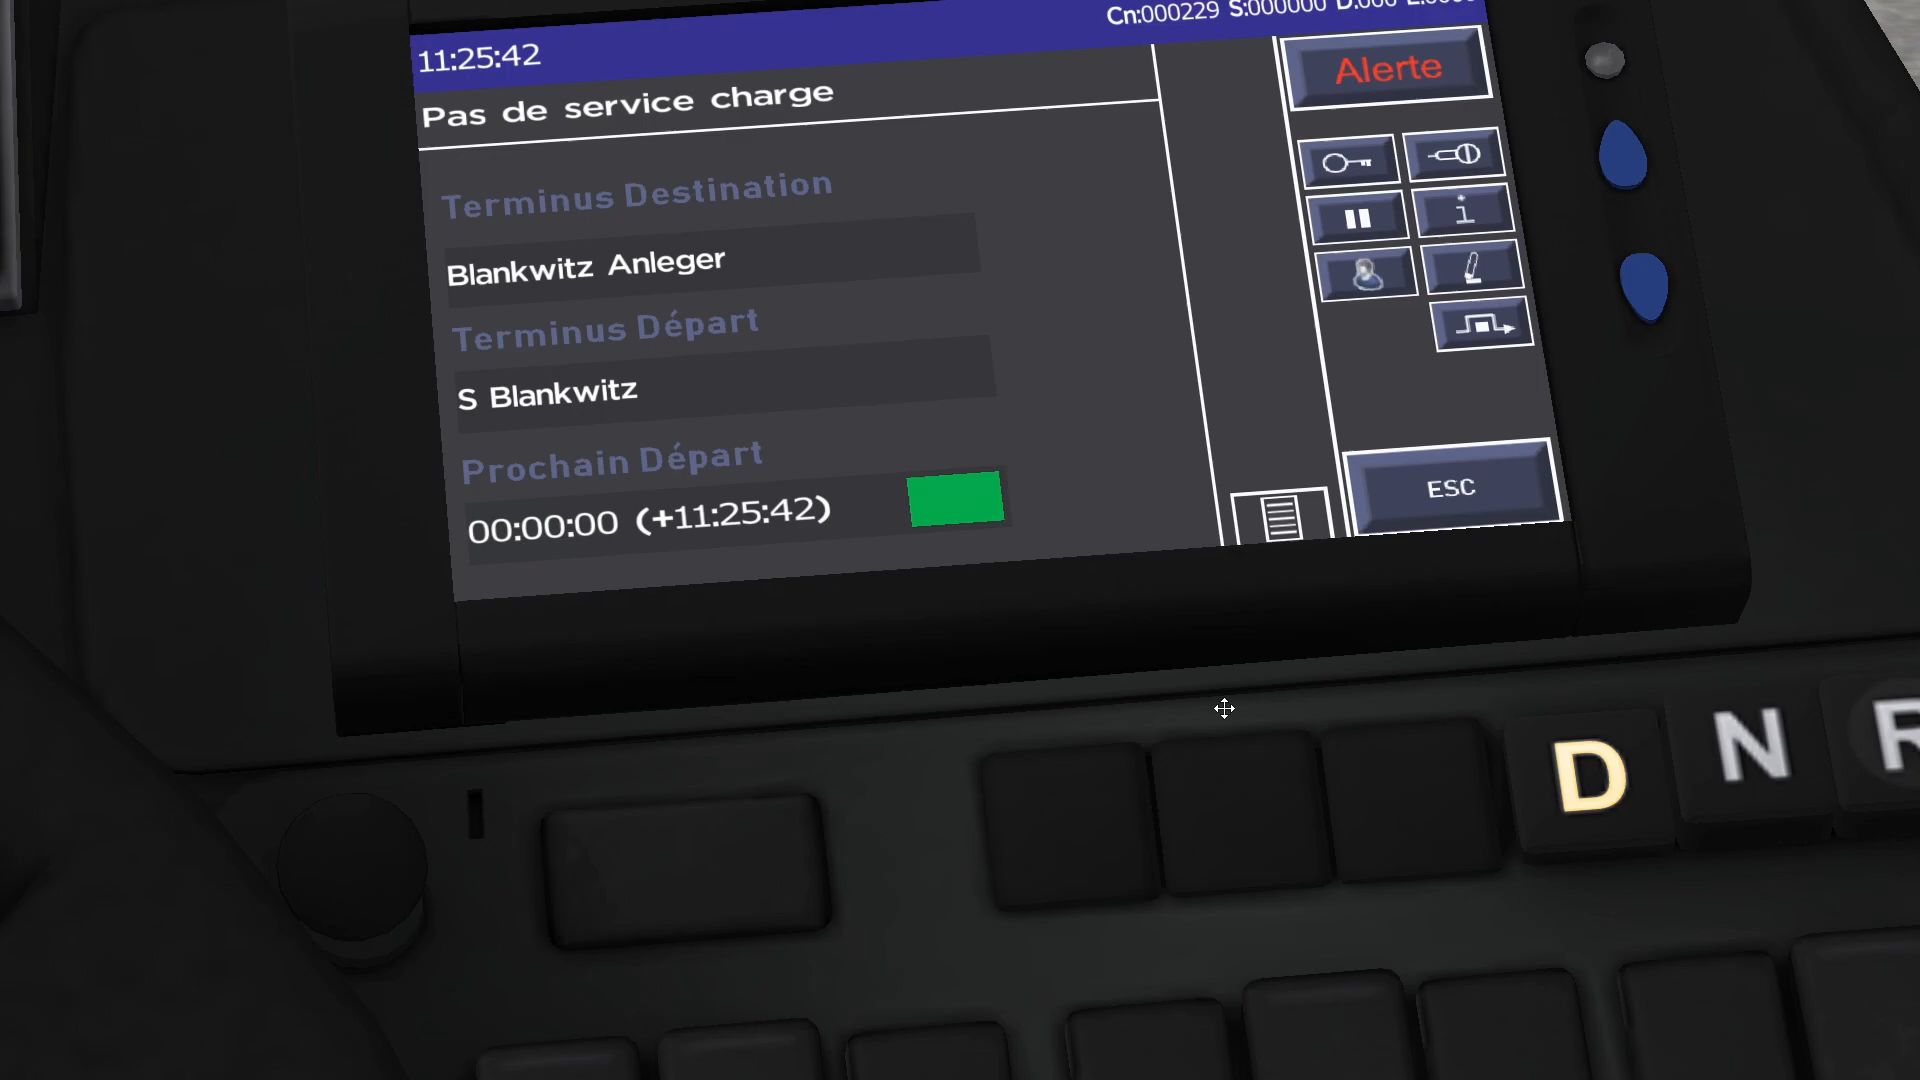 Cn:000229 S:000000
11:25:42
Alerte
Pas de service charge
Terminus Destination
Blankwitz Anleger
Terminus Départ
S Blankwitz
Prochain Départ
00:00:00 (+11:25:42)
i
ESC
D N R